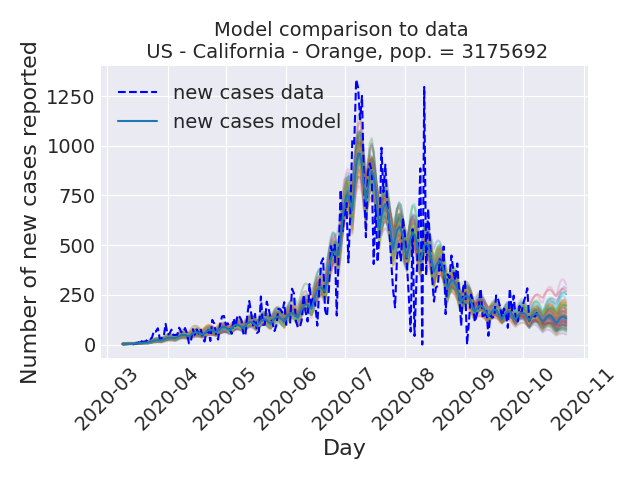 Model comparison to data
US - California - Orange, pop. = 3175692
Number of new cases reported
new cases data
new cases model
1250
1000
750
500
250
0
2020-03
2020-04
2020-05
2020-06
2020-07
2020-08
2020-09
2020-10
2020-11
Day